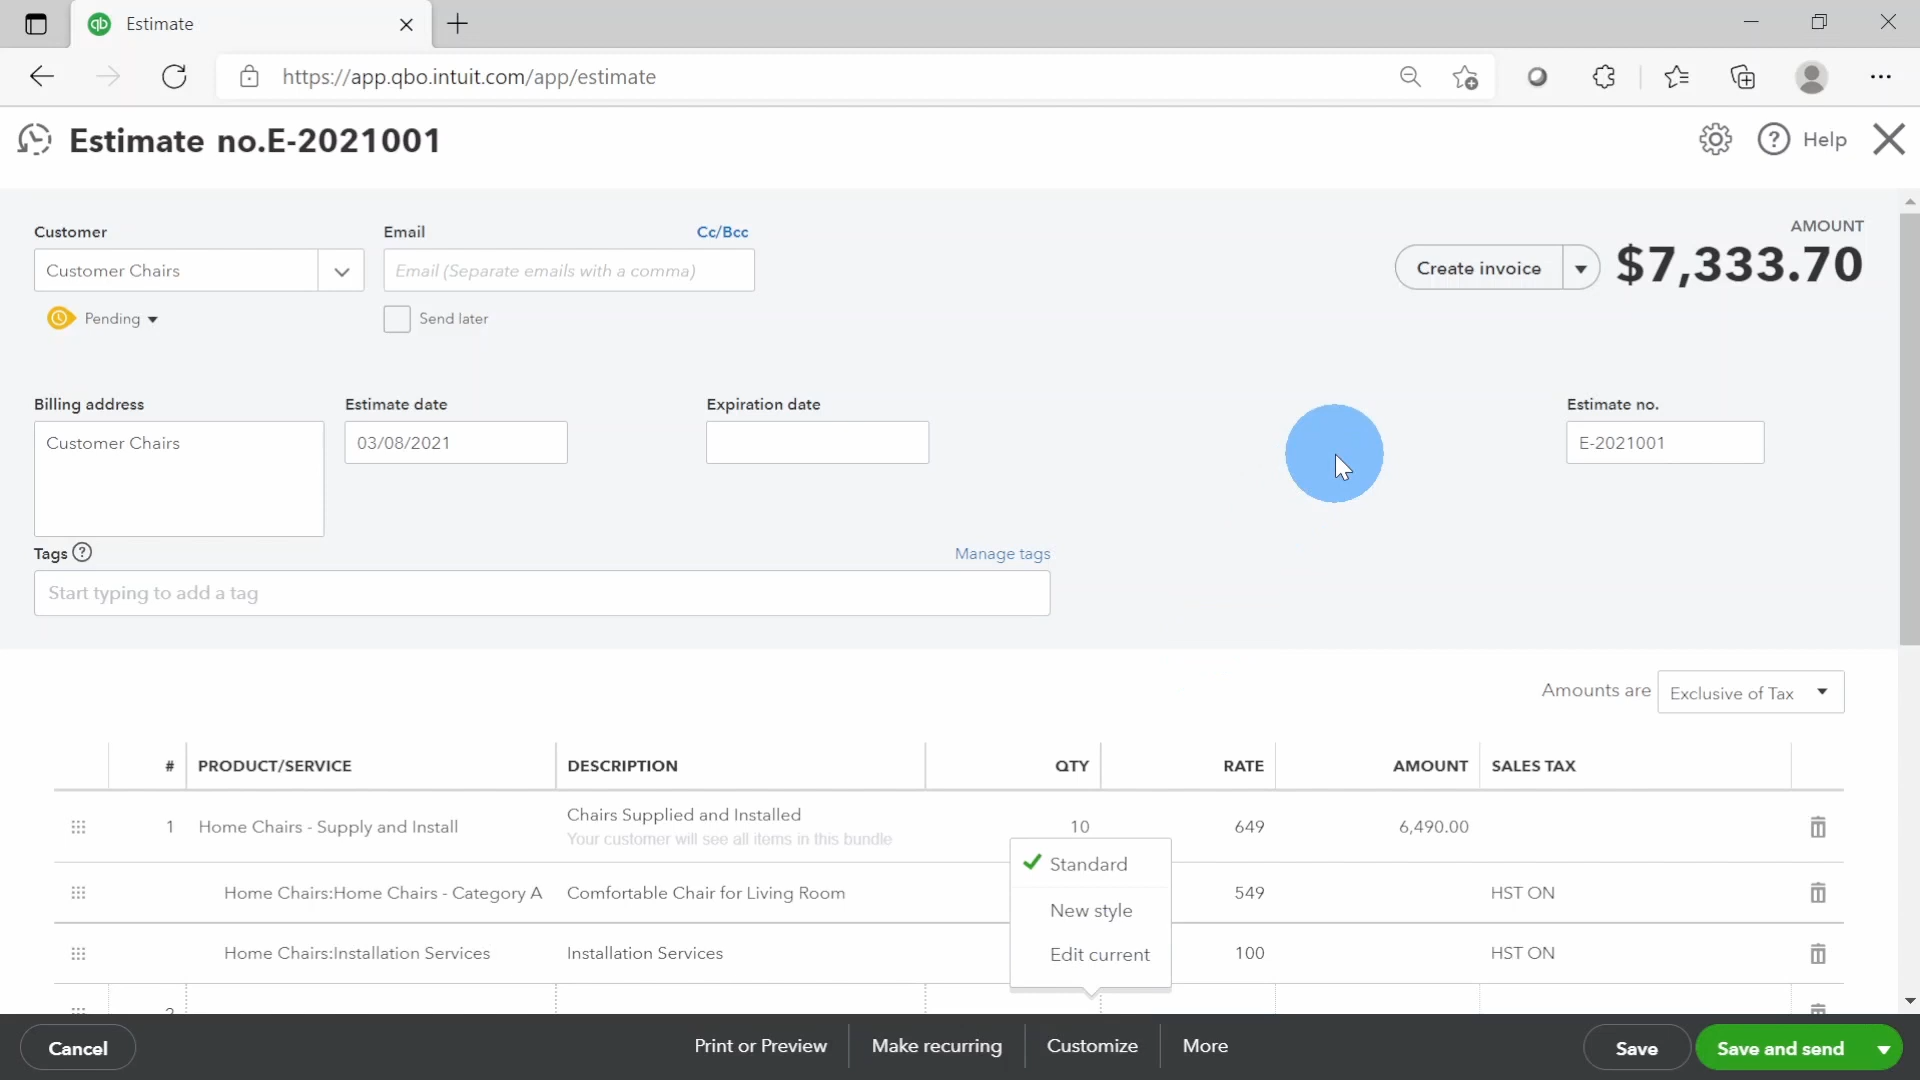 Estimate
https://app.qbo.intuit.com/app/estimate
Estimate no.E-2021001
Help
Customer
Email
Cc/Bcc
AMOUNT
Customer Chairs
Email (Separate emails with a comma)
Create invoice
$7,333.70
Pending
Send later
Billing address
Estimate date
Expiration date
Estimate no.
Customer Chairs
03/08/2021
E-2021001
Tags
Manage tags
Start typing to add a tag
Amounts are
Exclusive of Tax
# PRODUCT/SERVICE DESCRIPTION QTY RATE AMOUNT SALES TAX
1 Home Chairs - Supply and Install Chairs Supplied and Installed 10 649 6,490.00
Your customer will see all items in this bundle
Standard
Home Chairs:Home Chairs - Category A Comfortable Chair for Living Room 549 HST ON
New style
Home Chairs:Installation Services Installation Services 100 HST ON
Edit current
2
Cancel
Print or Preview
Make recurring
Customize
More
Save
Save and send